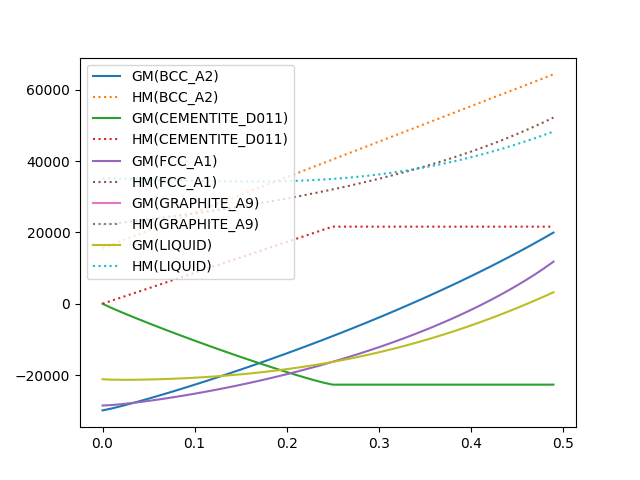 60000
40000
20000
0
−20000
GM(BCC_A2)
HM(BCC_A2)
GM(CEMENTITE_D011)
HM(CEMENTITE_D011)
GM(FCC_A1)
HM(FCC_A1)
GM(GRAPHITE_A9)
HM(GRAPHITE_A9)
GM(LIQUID)
HM(LIQUID)
0.0 0.1 0.2 0.3 0.4 0.5